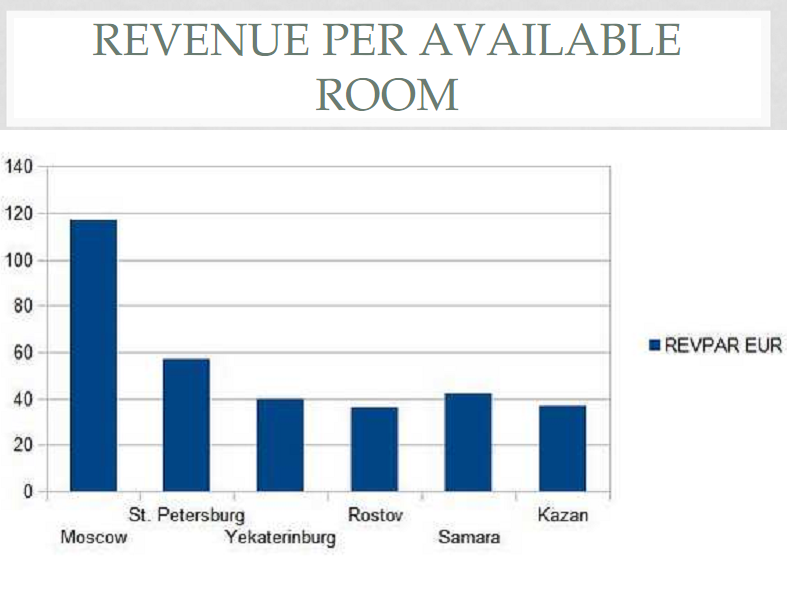 REVENUE PER AVAILABLE
ROOM
140
120
100
80
60
40
20
0
REVPAR EUR
St. Petersburg Rostov Kazan
Moscow Yekaterinburg Samara